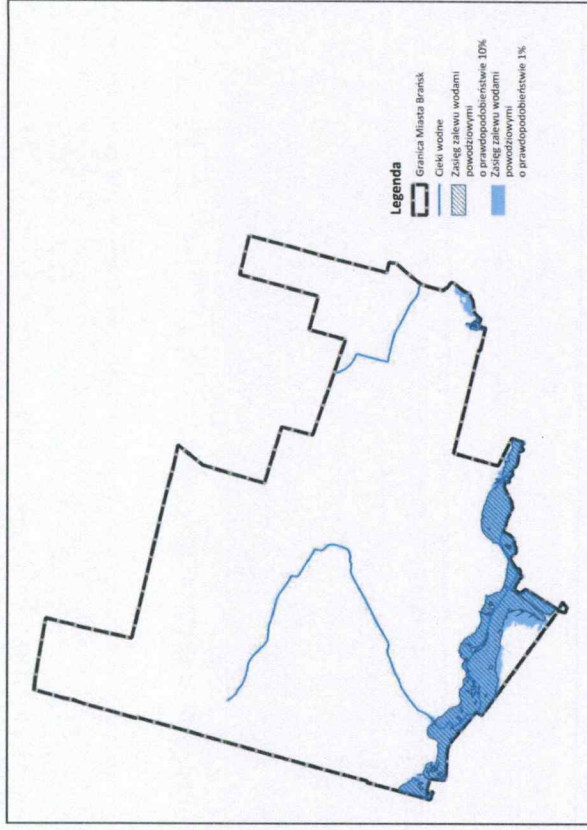 Legenda
Granica Miasta Brańsk
Cieki wodne
Zasięg zalewu wodami
powodziowymi
o prawdopodobieństwie 10%
Zasięg zalewu wodami
powodziowymi
o prawdopodobieństwie 1%